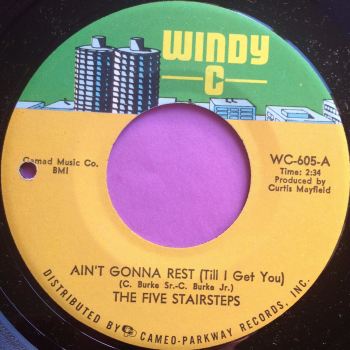 WINDY
C
Camad Music Co.
BMI
WC-605-A
Time: 2:34
Produced by
Curtis Mayfield
AIN'T GONNA REST (Till I Get You)
(C. Burke Sr.-C. Burke Jr.)
THE FIVE STAIRSTEPS
DISTRIBUTED BY CAMEO-PARKWAY RECORDS, INC.